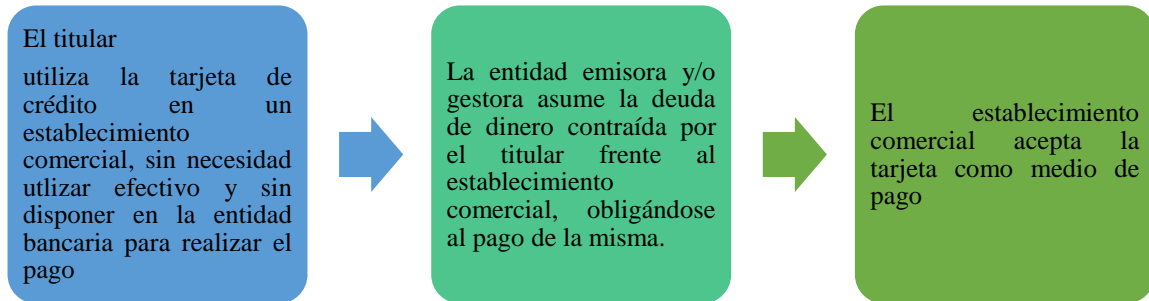 El titular
utiliza la tarjeta de
crédito en un
establecimiento
comercial, sin necesidad
utlizar efectivo y sin
disponer en la entidad
bancaria para realizar el
pago
La entidad emisora y/o
gestora asume la deuda
de dinero contraída por
el titular frente al
establecimiento
comercial, obligándose
al pago de la misma.
El establecimiento
comercial acepta la
tarjeta como medio de
pago